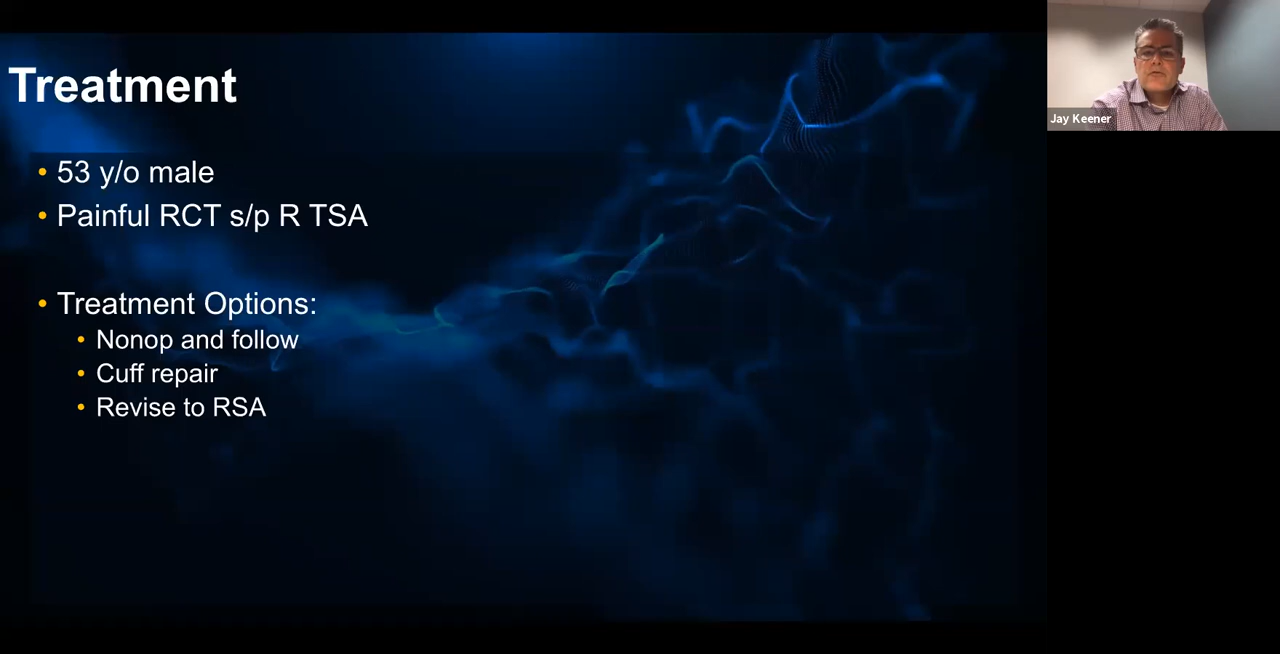 Treatment
• 53 y/o male
• Painful RCT s/p R TSA
• Treatment Options:
• Nonop and follow
• Cuff repair
• Revise to RSA
Jay Keener